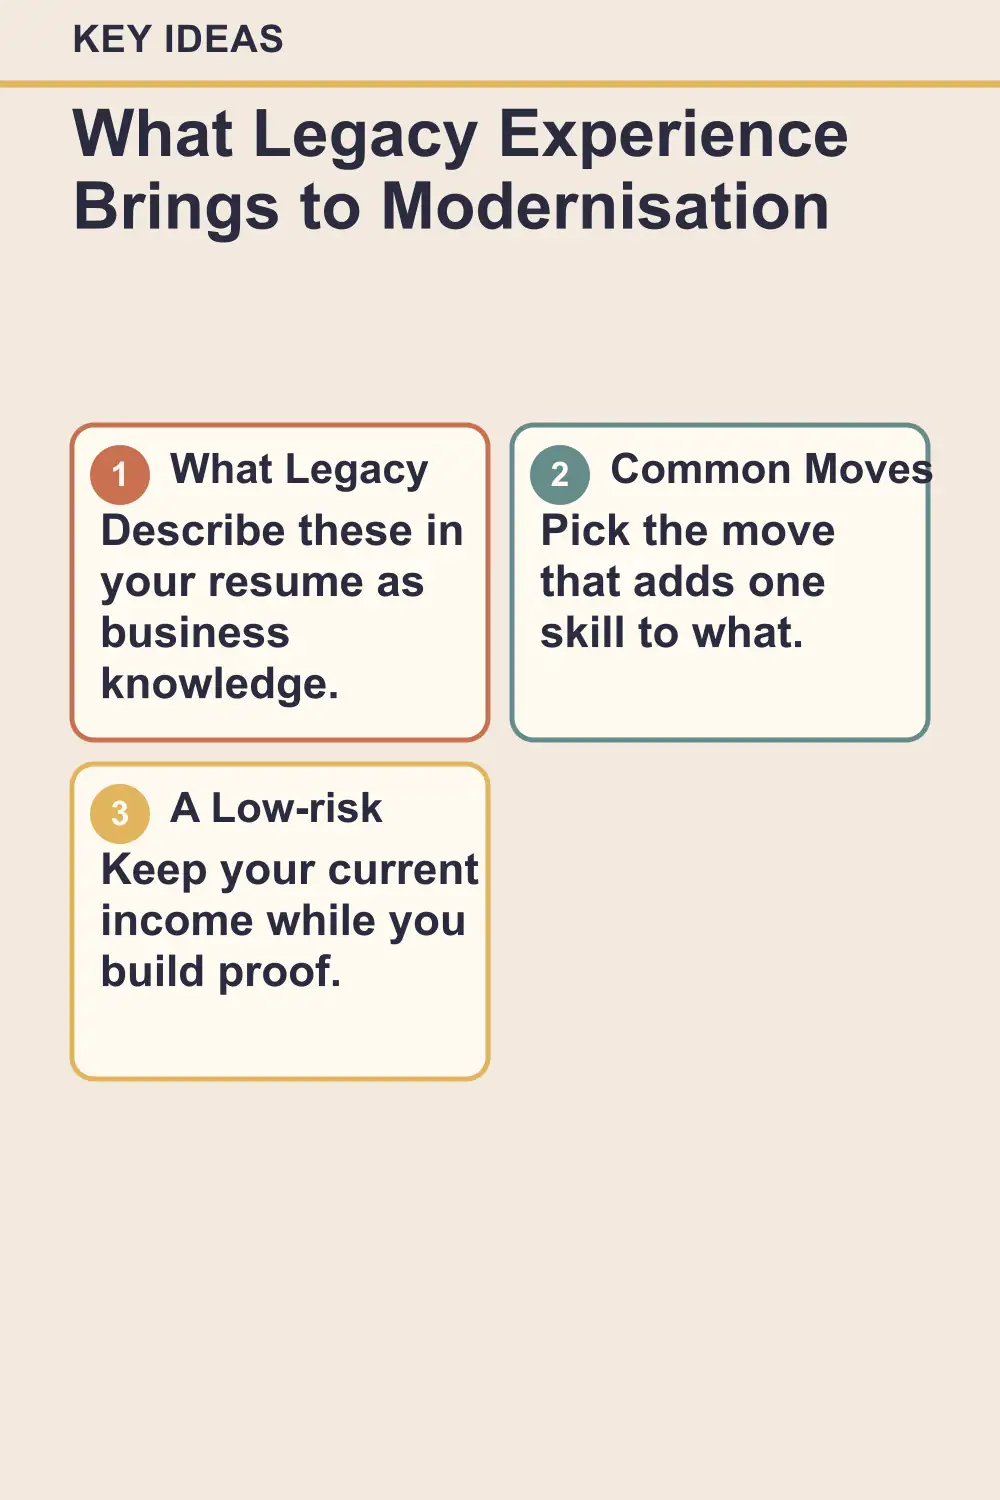 KEY IDEAS
What Legacy Experience
Brings to Modernisation
1 What Legacy
Describe these in
your resume as
business
knowledge.
2 Common Moves
Pick the move
that adds one
skill to what.
3 A Low-risk
Keep your current
income while you
build proof.